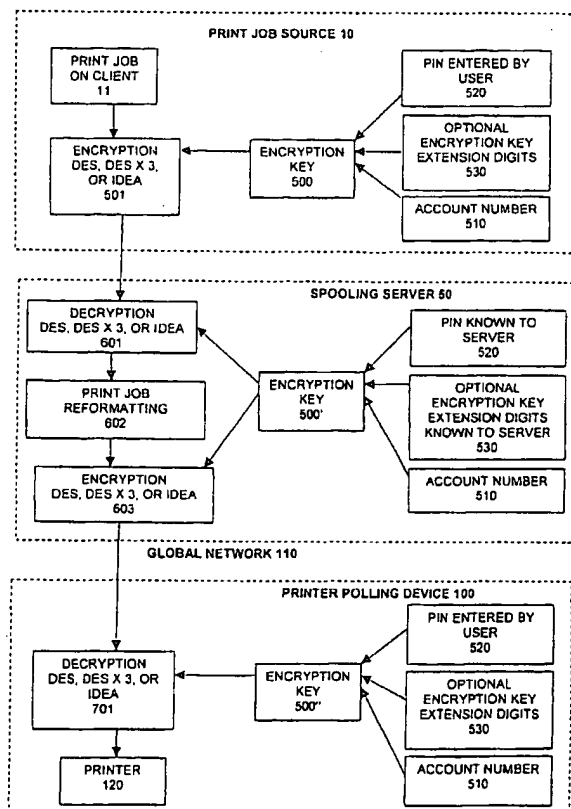 PRINT JOB SOURCE 10
PRINT JOB
ON CLIENT
11
ENCRYPTION
DES, DES X 3,
OR IDEA
501
ENCRYPTION
KEY
500
PIN ENTERED BY
USER
520
OPTIONAL
ENCRYPTION KEY
EXTENSION DIGITS
530
ACCOUNT NUMBER
510
SPOOLING SERVER 50
DECRYPTION
DES, DES X 3, OR IDEA
601
PRINT JOB
REFORMATTING
602
ENCRYPTION
DES, DES X 3, OR IDEA
603
ENCRYPTION
KEY
500'
PIN KNOWN TO
SERVER
520
OPTIONAL
ENCRYPTION KEY
EXTENSION DIGITS
KNOWN TO SERVER
530
ACCOUNT NUMBER
510
GLOBAL NETWORK 110
PRINTER POLLING DEVICE 100
DECRYPTION
DES, DES X 3, OR
IDEA
701
PRINTER
120
ENCRYPTION
KEY
500''
PIN ENTERED BY
USER
520
OPTIONAL
ENCRYPTION KEY
EXTENSION DIGITS
530
ACCOUNT NUMBER
510